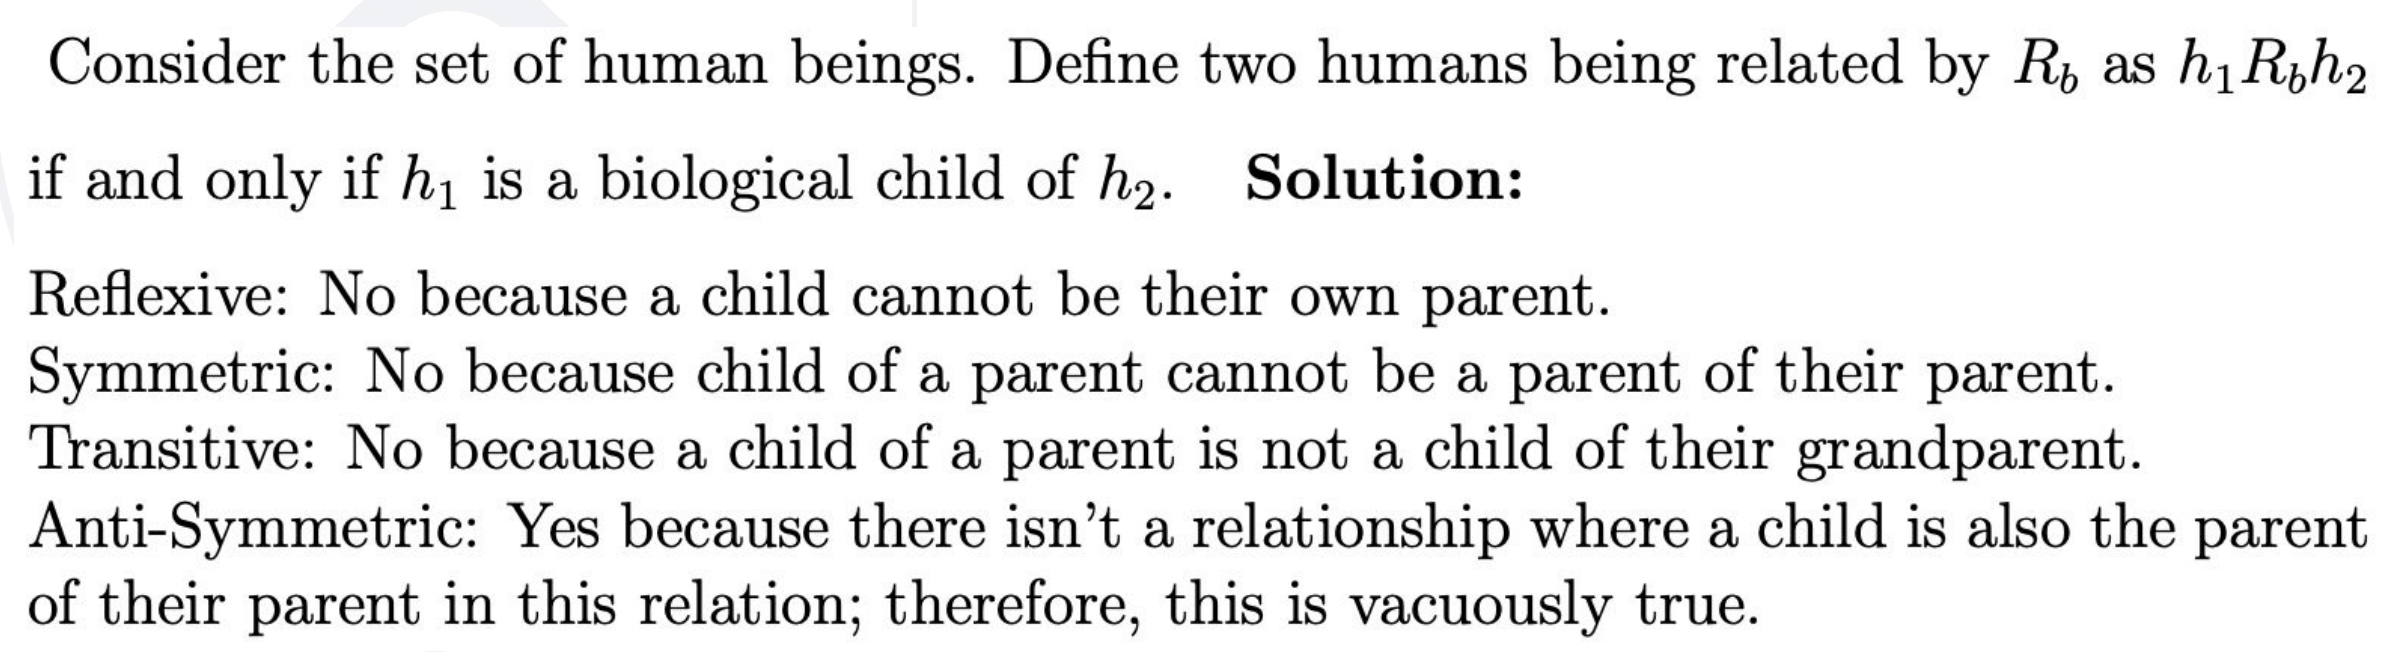 Consider the set of human beings. Define two humans being related by $R_b$ as $h_1R_bh_2$
if and only if $h_1$ is a biological child of $h_2$. Solution:
Reflexive: No because a child cannot be their own parent.
Symmetric: No because child of a parent cannot be a parent of their parent.
Transitive: No because a child of a parent is not a child of their grandparent.
Anti-Symmetric: Yes because there isn’t a relationship where a child is also the parent
of their parent in this relation; therefore, this is vacuously true.